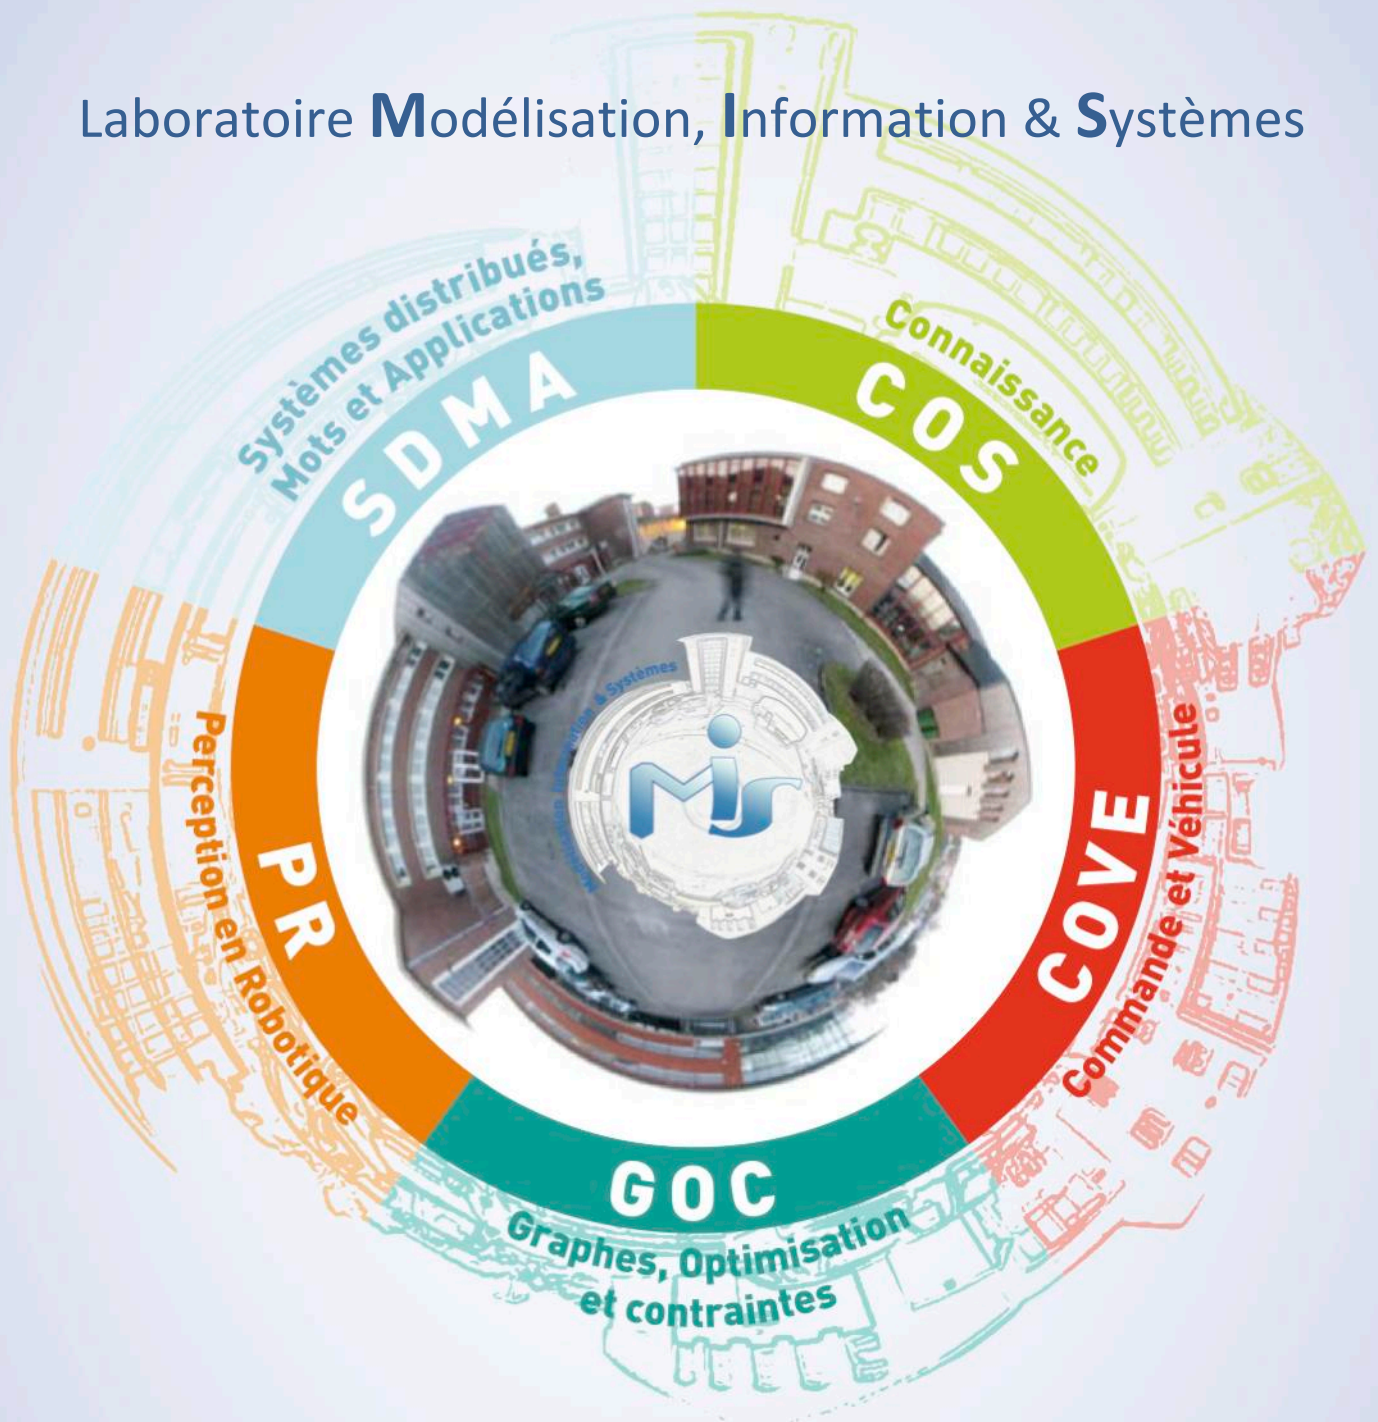 Laboratoire Modélisation, Information & Systèmes
Systèmes distribués,
Mots et Applications
SDMA
Connaissance
COS
COVE
Commande et Véhicule
PR
Perception en Robotique
GOC
Graphes, Optimisation
et contraintes
& Systèmes
MIS